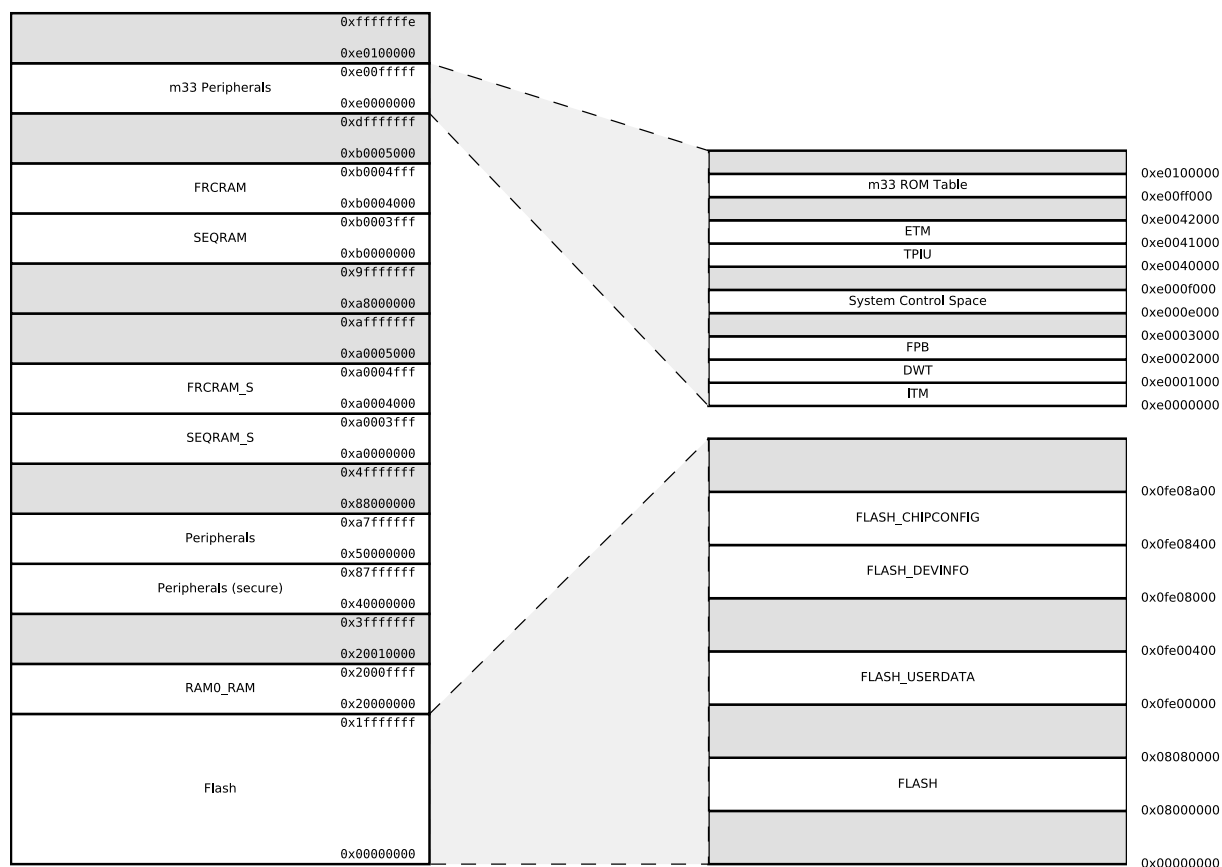 0xfffffffe
0xe0100000
0xe00fffff
m33 Peripherals
0xe0000000
0xdfffffff
0xb0005000
0xb0004fff
FRCRAM
0xb0004000
0xb0003fff
SEQRAM
0xb0000000
0x9fffffff
0xa8000000
0xafffffff
0xa0005000
0xa0004fff
FRCRAM_S
0xa0004000
0xa0003fff
SEQRAM_S
0xa0000000
0x4fffffff
0x88000000
0xa7ffffff
Peripherals
0x50000000
0x87ffffff
Peripherals (secure)
0x40000000
0x3fffffff
0x20010000
0x2000ffff
RAM0_RAM
0x20000000
0x1fffffff
Flash
0x00000000
0xe0100000
m33 ROM Table
0xe00ff000
0xe0042000
ETM
0xe0041000
TPIU
0xe0040000
0xe000f000
System Control Space
0xe000e000
0xe0003000
FPB
0xe0002000
DWT
0xe0001000
ITM
0xe0000000
0x0fe08a00
FLASH_CHIPCONFIG
0x0fe08400
FLASH_DEVINFO
0x0fe08000
0x0fe00400
FLASH_USERDATA
0x0fe00000
0x08080000
FLASH
0x08000000
0x00000000